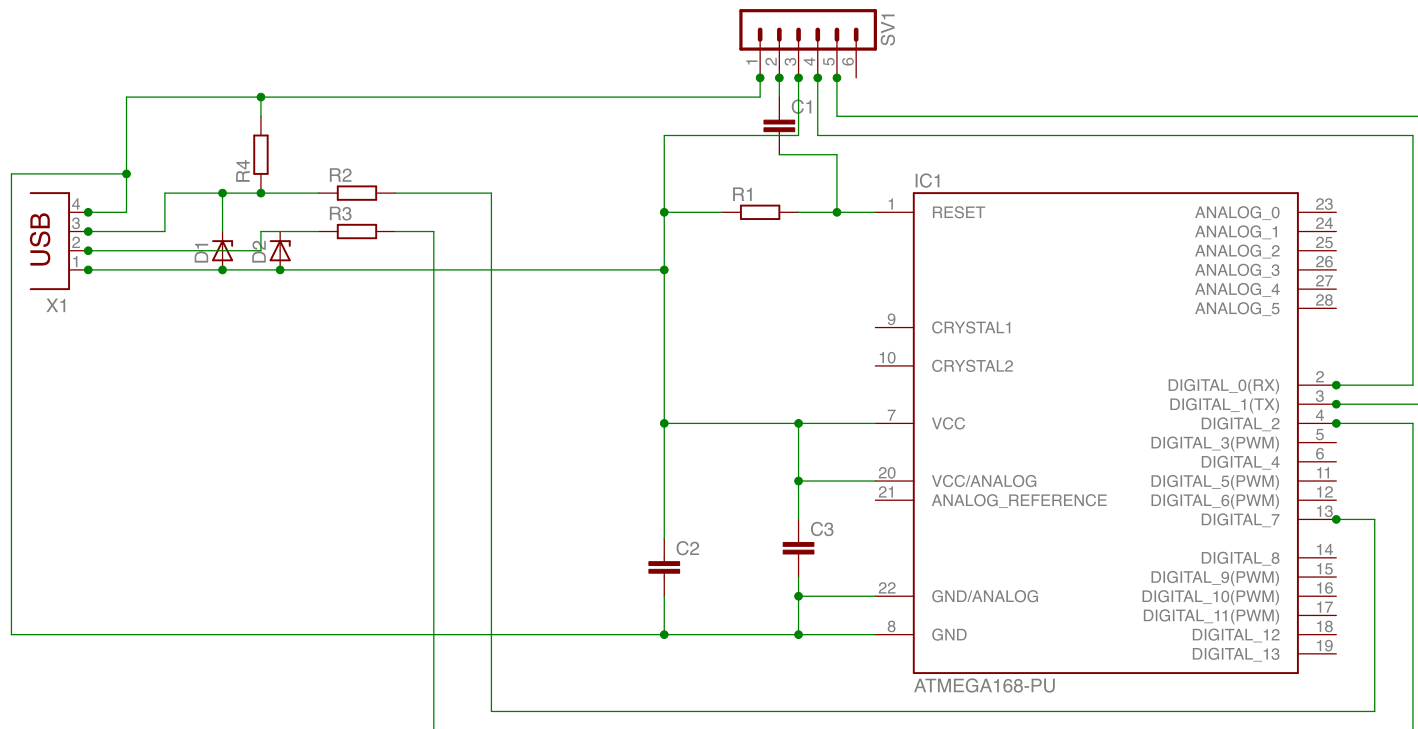 SV1
1
2
3
4
5
6
C1
R4
R2
R3
R1
USB
4
3
2
1
D1
D2
X1
IC1
1 RESET
9 CRYSTAL1
10 CRYSTAL2
7 VCC
20 VCC/ANALOG
21 ANALOG_REFERENCE
22 GND/ANALOG
8 GND
ANALOG_0 23
ANALOG_1 24
ANALOG_2 25
ANALOG_3 26
ANALOG_4 27
ANALOG_5 28
DIGITAL_0(RX) 2
DIGITAL_1(TX) 3
DIGITAL_2 4
DIGITAL_3(PWM) 5
DIGITAL_4 6
DIGITAL_5(PWM) 11
DIGITAL_6(PWM) 12
DIGITAL_7 13
DIGITAL_8 14
DIGITAL_9(PWM) 15
DIGITAL_10(PWM) 16
DIGITAL_11(PWM) 17
DIGITAL_12 18
DIGITAL_13 19
C2
C3
ATMEGA168-PU